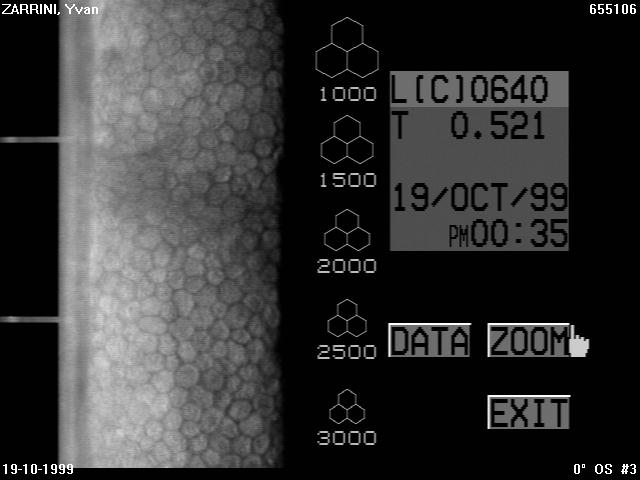 ZARRINI, Yvan
655106
1000
L(C)0640
T 0.521
1500
19/OCT/99
PM00:35
2000
2500
DATA
ZOOM
EXIT
3000
19-10-1999
0° OS #3